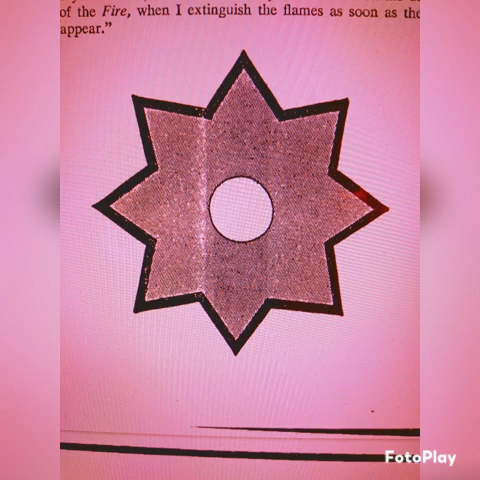 of the Fire, when I extinguish the flames as soon as the
appear.”
FotoPlay